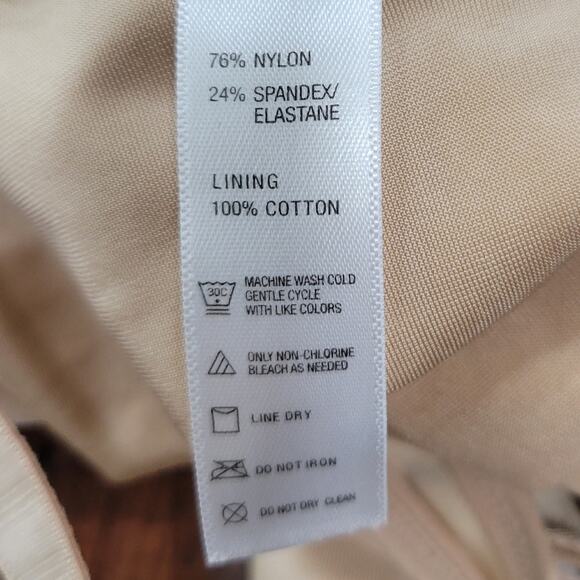 76% NYLON
24% SPANDEX/
ELASTANE
LINING
100% COTTON
30C
MACHINE WASH COLD
GENTLE CYCLE
WITH LIKE COLORS
ONLY NON-CHLORINE
BLEACH AS NEEDED
LINE DRY
DO NOT IRON
DO NOT DRY CLEAN